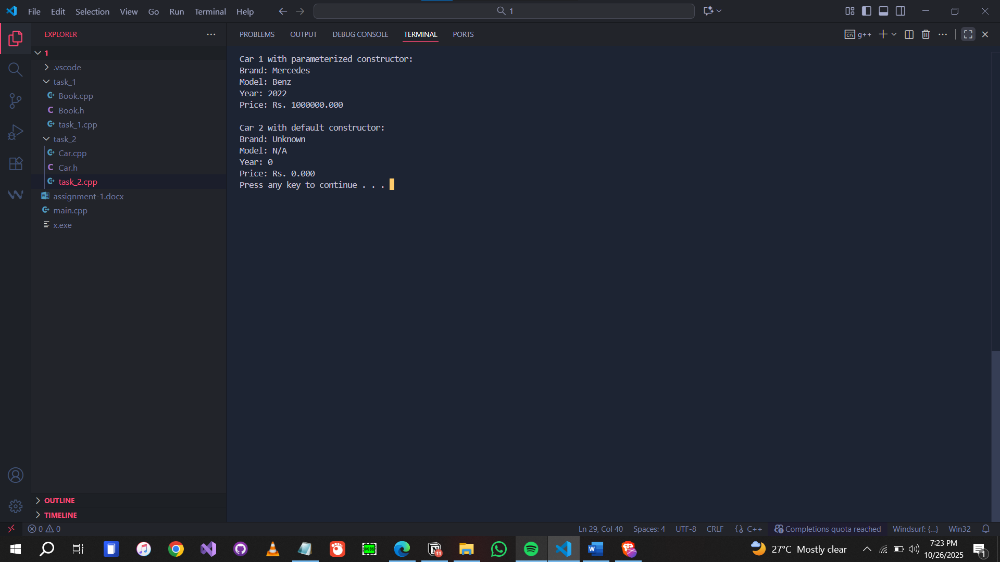 File Edit Selection View Go Run Terminal Help
1
EXPLORER
1
.vscode
task_1
Book.cpp
Book.h
task_1.cpp
task_2
Car.cpp
Car.h
task_2.cpp
assignment-1.docx
main.cpp
x.exe
OUTLINE
TIMELINE
PROBLEMS OUTPUT DEBUG CONSOLE TERMINAL PORTS
g++
Car 1 with parameterized constructor:
Brand: Mercedes
Model: Benz
Year: 2022
Price: Rs. 1000000.000
Car 2 with default constructor:
Brand: Unknown
Model: N/A
Year: 0
Price: Rs. 0.000
Press any key to continue . . .
0 0
Ln 29, Col 40 Spaces: 4 UTF-8 CRLF C++ Completions quota reached Windsurf: {...} Win32
8086
11
27°C Mostly clear
7:23 PM
10/26/2025
1